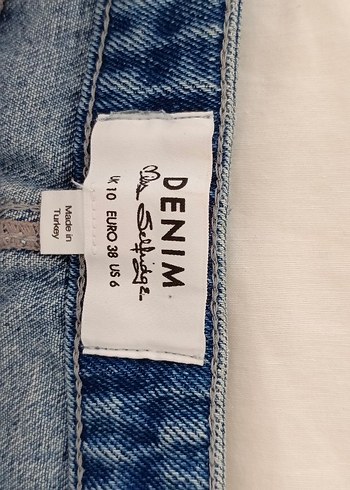 DENIM
Miss Selfridge
UK 10 EURO 38 US 6
Made in
Turkey